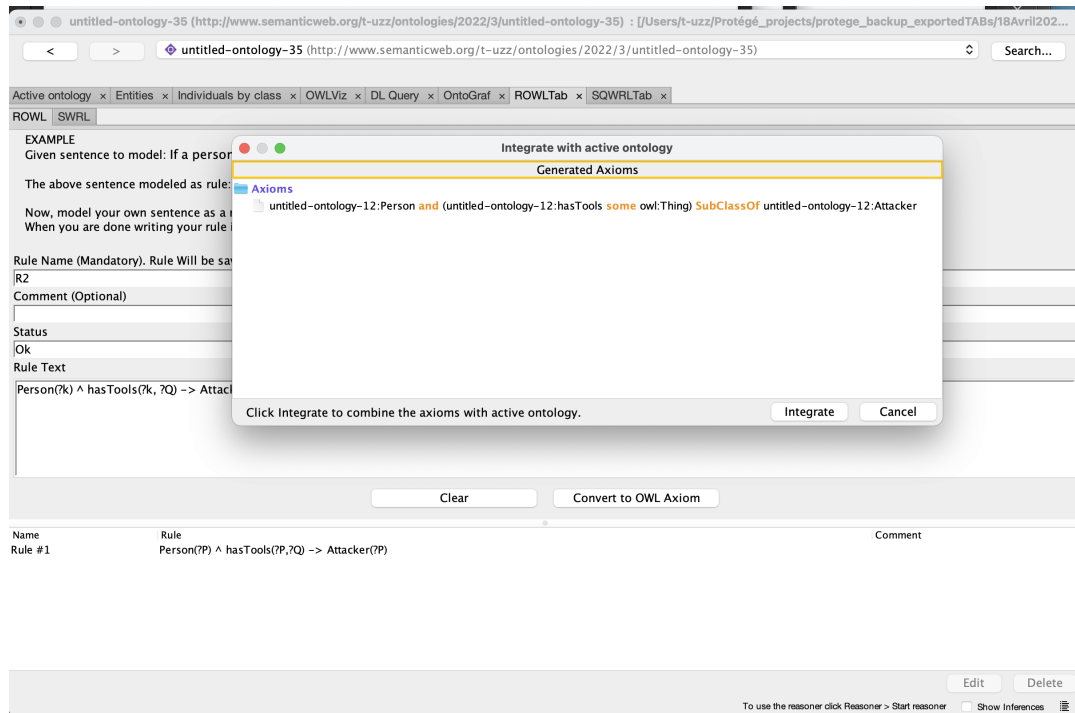 untitled-ontology-35 (http://www.semanticweb.org/t-uzz/ontologies/2022/3/untitled-ontology-35) : [/Users/t-uzz/Protégé_projects/protege_backup_exportedTABs/18Avril202...
< > untitled-ontology-35 (http://www.semanticweb.org/t-uzz/ontologies/2022/3/untitled-ontology-35) Search...
Active ontology × Entities × Individuals by class × OWLViz × DL Query × OntoGraf × ROWLTab × SQWRLTab ×
ROWL SWRL
EXAMPLE
Given sentence to model: If a person
The above sentence modeled as rule:
Now, model your own sentence as a
When you are done writing your rule
Rule Name (Mandatory). Rule Will be
R2
Comment (Optional)
Status
Ok
Rule Text
Person(?k) ^ hasTools(?k, ?Q) -> Attack
Integrate with active ontology
Generated Axioms
Axioms
untitled-ontology-12:Person and (untitled-ontology-12:hasTools some owl:Thing) SubClassOf untitled-ontology-12:Attacker
Click Integrate to combine the axioms with active ontology. Integrate Cancel
Clear Convert to OWL Axiom
Name Rule Comment
Rule #1 Person(?P) ^ hasTools(?P,?Q) -> Attacker(?P)
Edit Delete
To use the reasoner click Reasoner > Start reasoner Show Inferences